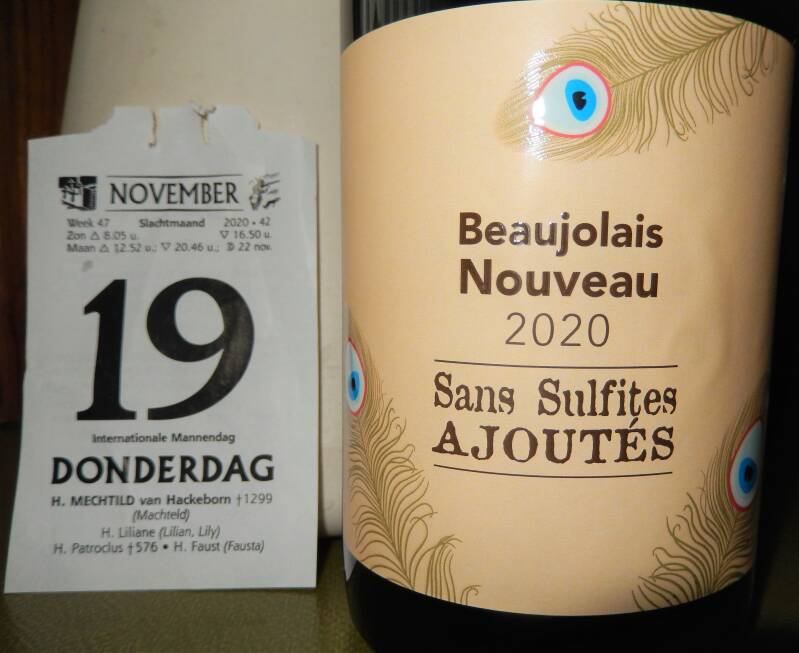 NOVEMBER
Week 47 Slachtmaand 2020 • 42
Zon △ 8.05 u. ▽ 16.50 u.
Maan △ 12.52 u.; ▽ 20.46 u.; 22 nov.
19
Internationale Mannendag
DONDERDAG
H. MECHTILD van Hackeborn †1299
(Machteld)
H. Liliane (Lilian, Lily)
H. Patroclus †576 • H. Faust (Fausta)
Beaujolais
Nouveau
2020
Sans Sulfites
AJOUTÉS